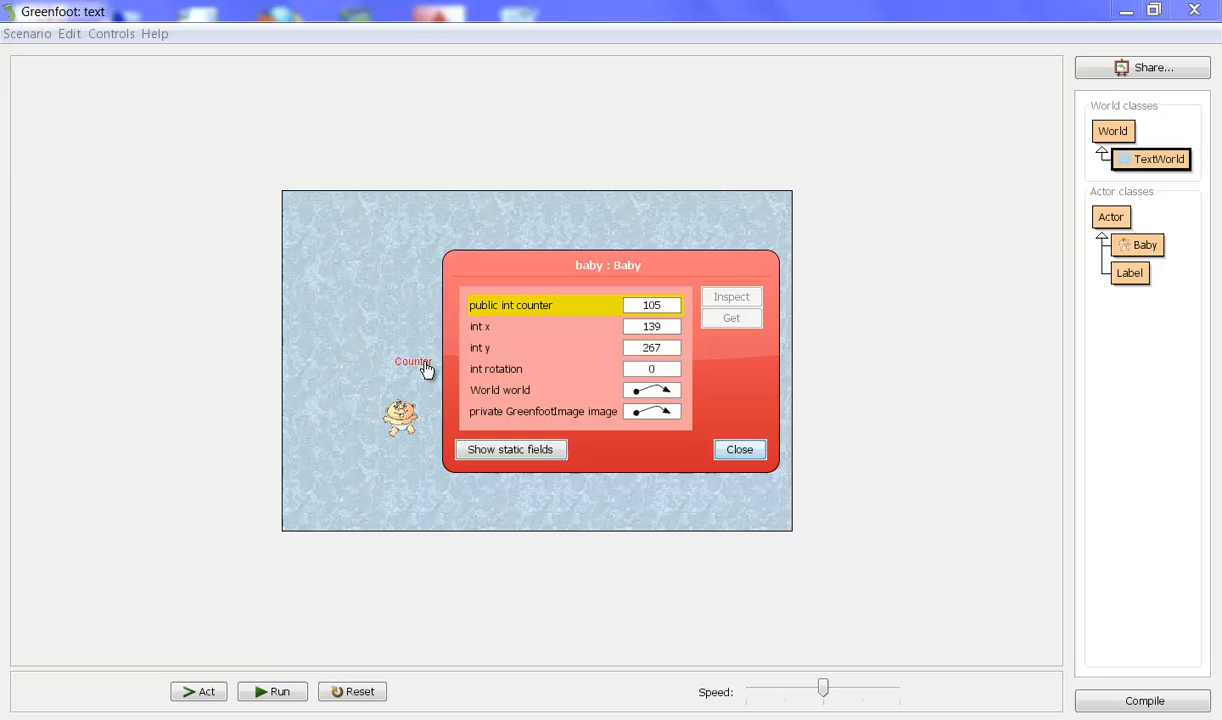 Greenfoot: text
Scenario Edit Controls Help
Share...
World classes
World
TextWorld
Actor classes
Actor
Baby
Label
Counter
baby : Baby
public int counter 105
int x 139
int y 267
int rotation 0
World world
private GreenfootImage image
Inspect
Get
Show static fields
Close
Act
Run
Reset
Speed:
Compile